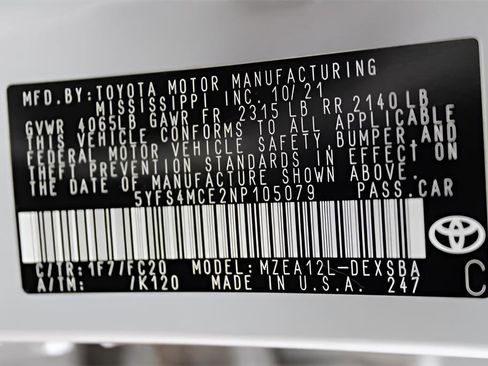 MFD.BY:TOYOTA MOTOR MANUFACTURING
MISSISSIPPI INC. 10/21
GVWR 4065LB GAWR FR 2315 LB RR 2140 LB
THIS VEHICLE CONFORMS TO ALL APPLICABLE
FEDERAL MOTOR VEHICLE SAFETY,BUMPER,AND
THEFT PREVENTION STANDARDS IN EFFECT ON
THE DATE OF MANUFACTURE SHOWN ABOVE.
5YFS4MCE2NP105079 PASS.CAR
C/TR:1F7/FC20 MODEL: MZEA12L-DEXSBA
A/TM: /K120 MADE IN U.S.A. 247
C